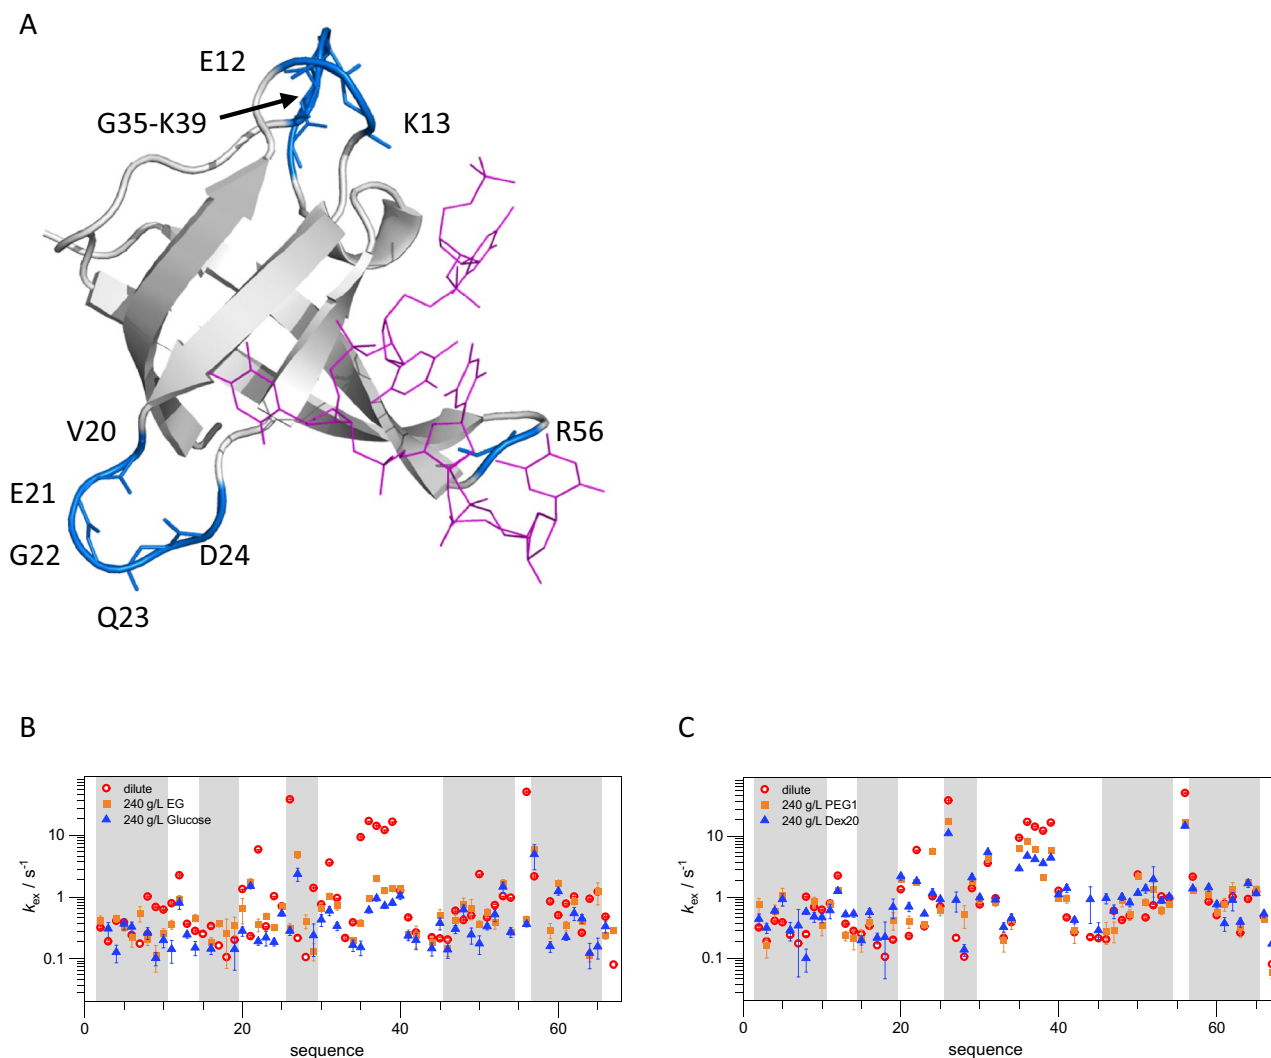 A
E12
G35-K39
K13
V20
R56
E21
G22
D24
Q23
B
C
dilute
240 g/L EG
240 g/L Glucose
10
1
0.1
kex / s-1
0
20
40
60
sequence
dilute
240 g/L PEG1
240 g/L Dex20
10
1
0.1
kex / s-1
0
20
40
60
sequence